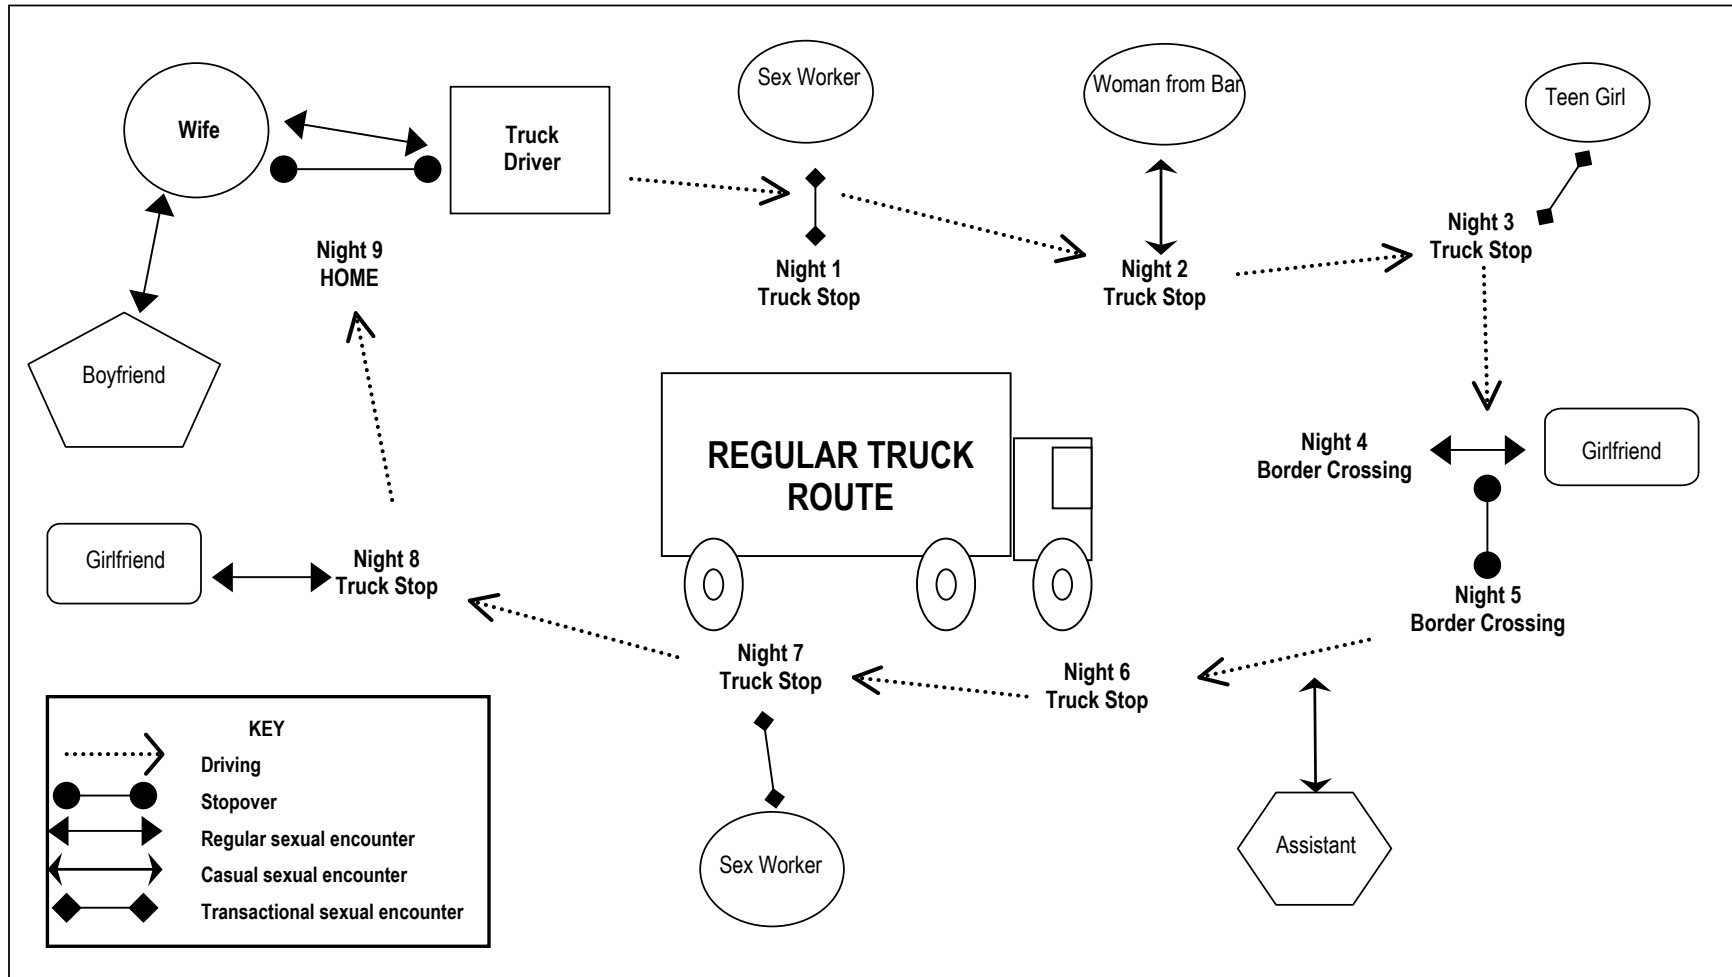 Wife
Truck
Driver
Sex Worker
Woman from Bar
Teen Girl
Night 1
Truck Stop
Night 2
Truck Stop
Night 3
Truck Stop
Night 4
Border Crossing
Girlfriend
Night 5
Border Crossing
Night 6
Truck Stop
Assistant
Night 7
Truck Stop
Sex Worker
Night 8
Truck Stop
Girlfriend
Night 9
HOME
Boyfriend
REGULAR TRUCK
ROUTE
KEY
Driving
Stopover
Regular sexual encounter
Casual sexual encounter
Transactional sexual encounter